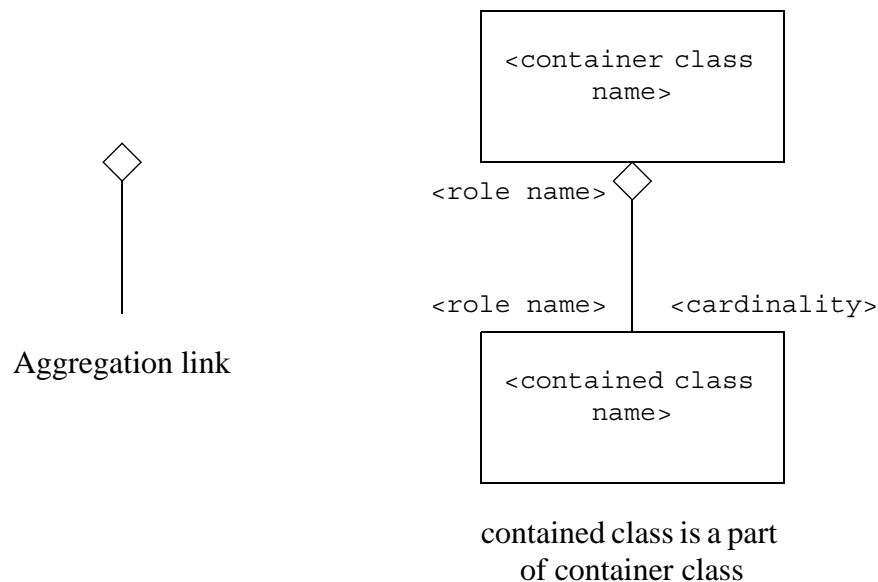 <container class
name>
<role name>
<role name> <cardinality>
Aggregation link
<contained class
name>
contained class is a part
of container class